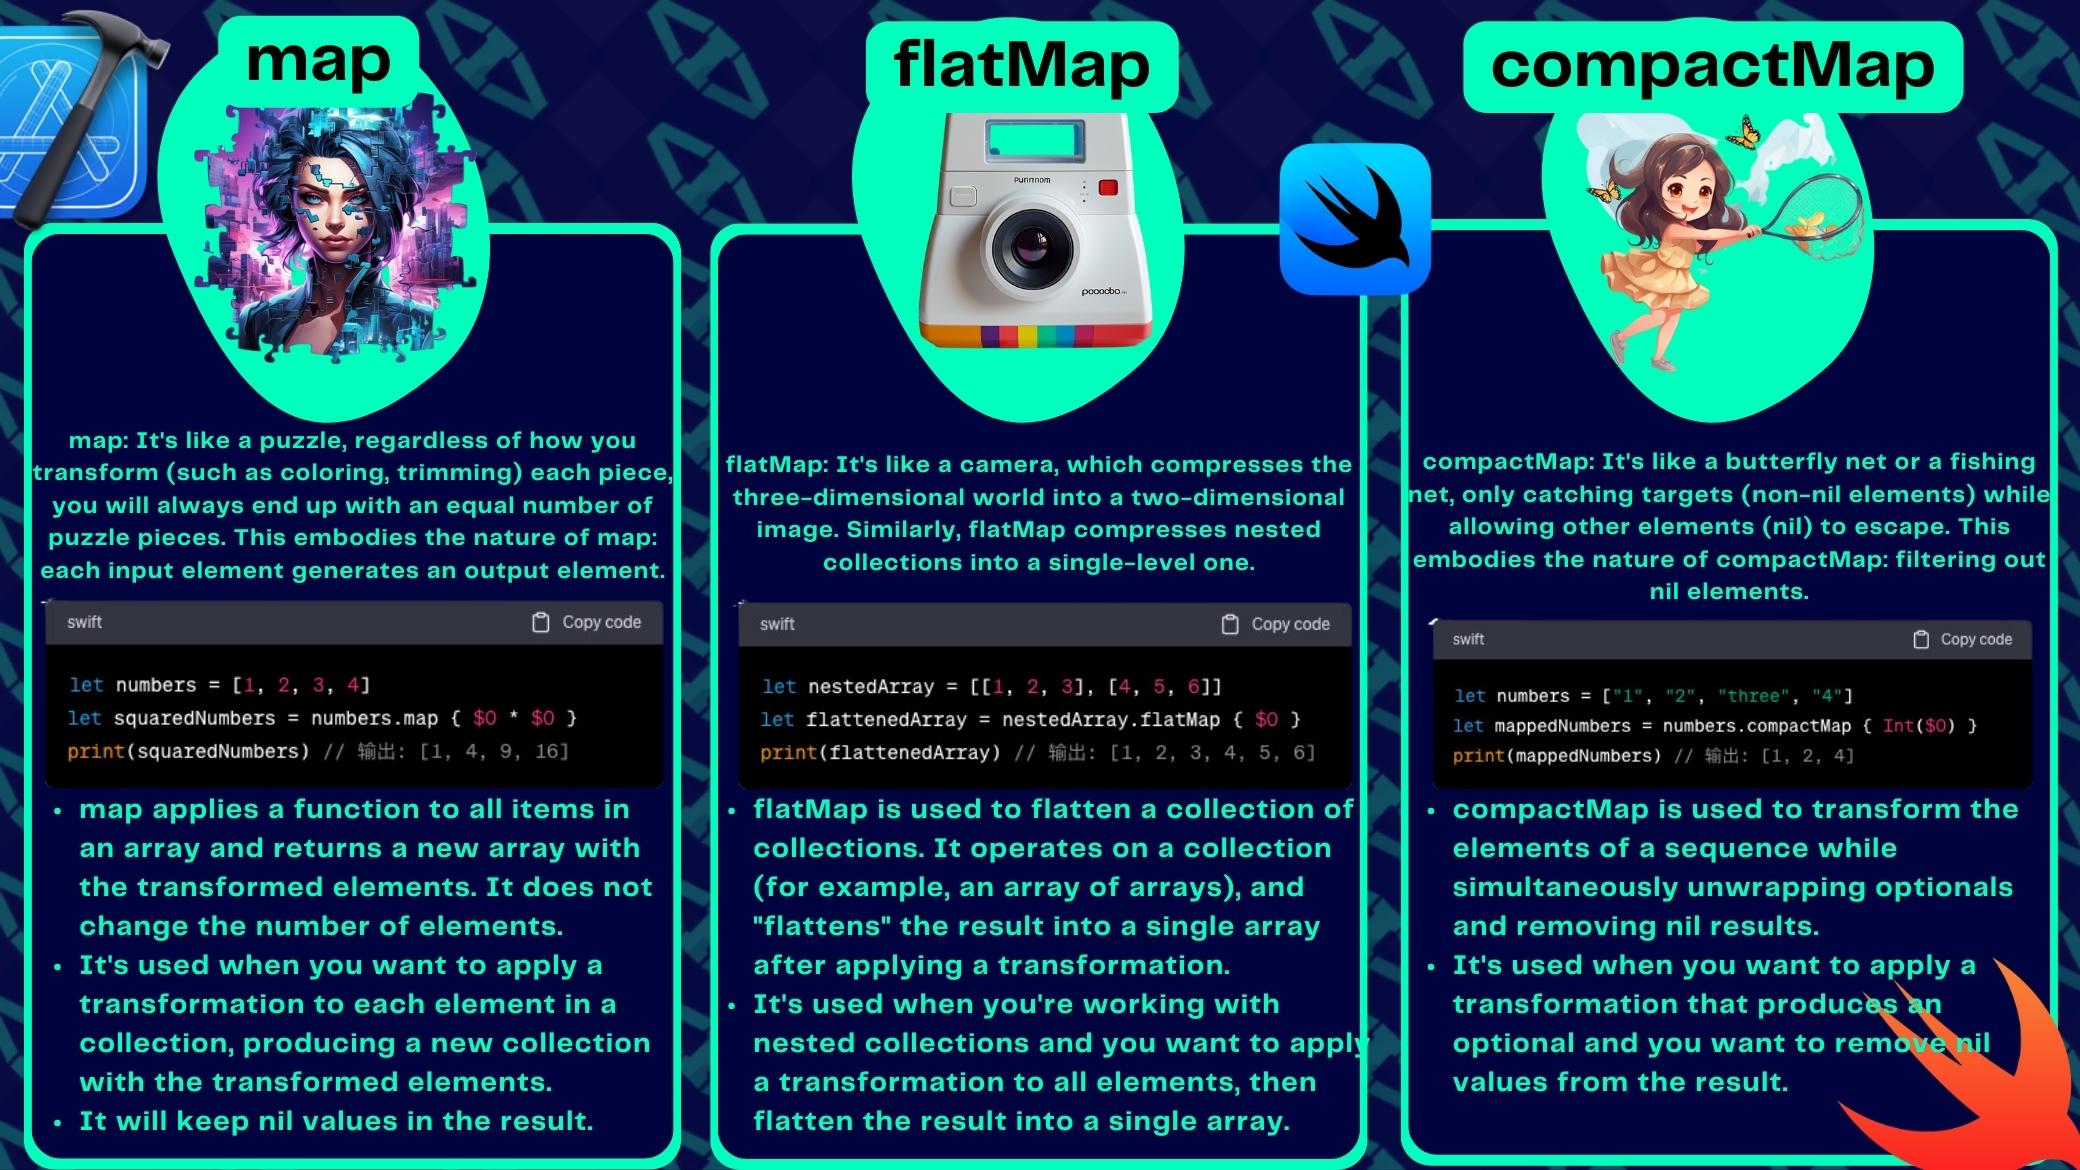 map
map: It's like a puzzle, regardless of how you
transform (such as coloring, trimming) each piece,
you will always end up with an equal number of
puzzle pieces. This embodies the nature of map:
each input element generates an output element.
swift
Copy code
let numbers = [1, 2, 3, 4]
let squaredNumbers = numbers.map { $0 * $0 }
print(squaredNumbers) // 输出: [1, 4, 9, 16]
• map applies a function to all items in
an array and returns a new array with
the transformed elements. It does not
change the number of elements.
• It's used when you want to apply a
transformation to each element in a
collection, producing a new collection
with the transformed elements.
• It will keep nil values in the result.
flatMap
flatMap: It's like a camera, which compresses the
three-dimensional world into a two-dimensional
image. Similarly, flatMap compresses nested
collections into a single-level one.
swift
Copy code
let nestedArray = [[1, 2, 3], [4, 5, 6]]
let flattenedArray = nestedArray.flatMap { $0 }
print(flattenedArray) // 输出: [1, 2, 3, 4, 5, 6]
• flatMap is used to flatten a collection of
collections. It operates on a collection
(for example, an array of arrays), and
"flattens" the result into a single array
after applying a transformation.
• It's used when you're working with
nested collections and you want to apply
a transformation to all elements, then
flatten the result into a single array.
compactMap
compactMap: It's like a butterfly net or a fishing
net, only catching targets (non-nil elements) while
allowing other elements (nil) to escape. This
embodies the nature of compactMap: filtering out
nil elements.
swift
Copy code
let numbers = ["1", "2", "three", "4"]
let mappedNumbers = numbers.compactMap { Int($0) }
print(mappedNumbers) // 输出: [1, 2, 4]
• compactMap is used to transform the
elements of a sequence while
simultaneously unwrapping optionals
and removing nil results.
• It's used when you want to apply a
transformation that produces an
optional and you want to remove nil
values from the result.